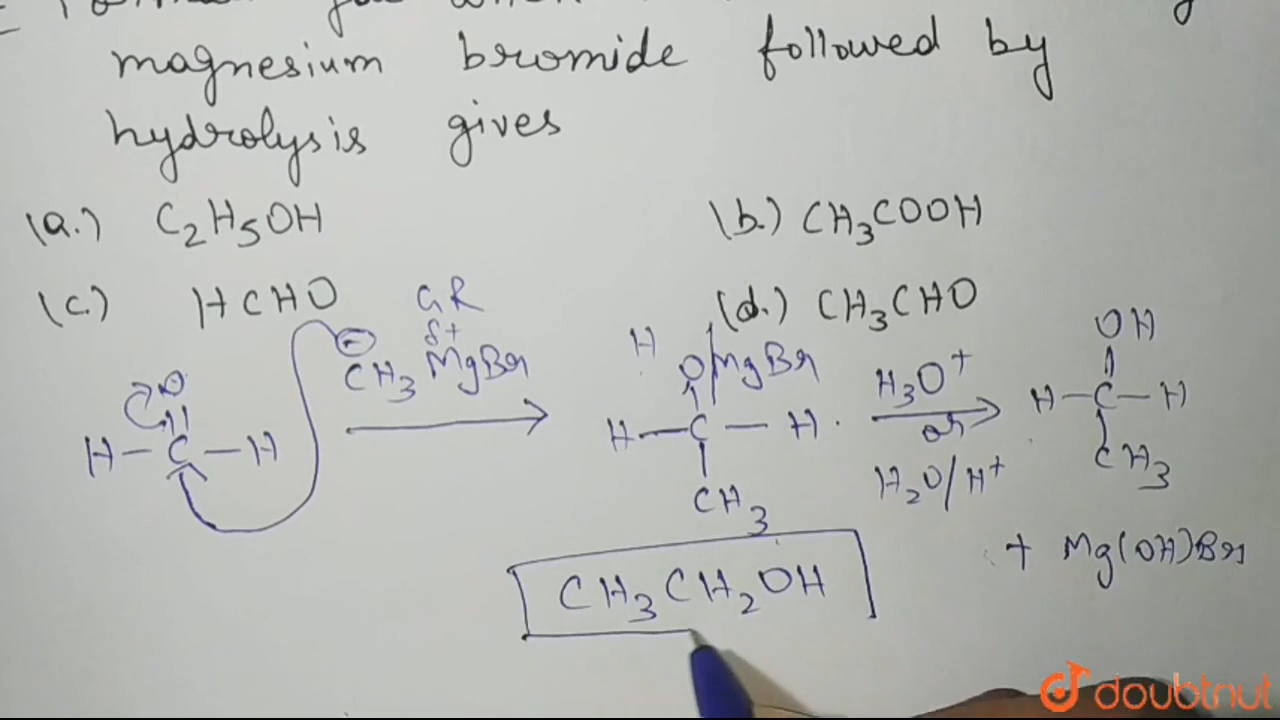 magnesium bromide followed by
hydrolysis gives
(a.) C₂H₅OH (b.) CH₃COOH
(c.) HCHO (d.) CH₃CHO
GR
δ+
⊖
CH₃ MgBr
O
H–C–H
H
OMgBr
H–C–H
CH₃
H₃O⁺
or
H₂O/H⁺
OH
H–C–H
CH₃
+ Mg(OH)Br
CH₃CH₂OH
doubtnut